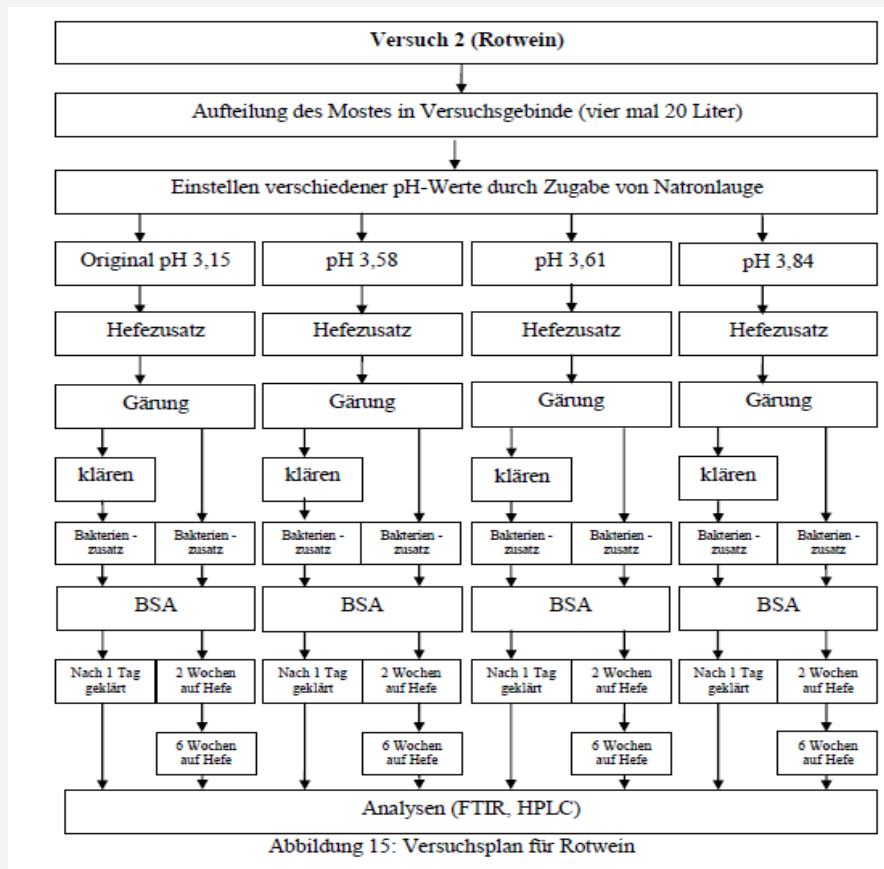 Versuch 2 (Rotwein)
Aufteilung des Mostes in Versuchsgebinde (vier mal 20 Liter)
Einstellen verschiedener pH-Werte durch Zugabe von Natronlauge
Original pH 3,15
pH 3,58
pH 3,61
pH 3,84
Hefezusatz
Hefezusatz
Hefezusatz
Hefezusatz
Gärung
Gärung
Gärung
Gärung
klären
klären
klären
klären
Bakterien -
zusatz
Bakterien -
zusatz
Bakterien -
zusatz
Bakterien -
zusatz
Bakterien -
zusatz
Bakterien -
zusatz
Bakterien -
zusatz
Bakterien -
zusatz
BSA
BSA
BSA
BSA
Nach 1 Tag
geklärt
2 Wochen
auf Hefe
Nach 1 Tag
geklärt
2 Wochen
auf Hefe
Nach 1 Tag
geklärt
2 Wochen
auf Hefe
Nach 1 Tag
geklärt
2 Wochen
auf Hefe
6 Wochen
auf Hefe
6 Wochen
auf Hefe
6 Wochen
auf Hefe
6 Wochen
auf Hefe
Analysen (FTIR, HPLC)
Abbildung 15: Versuchsplan für Rotwein